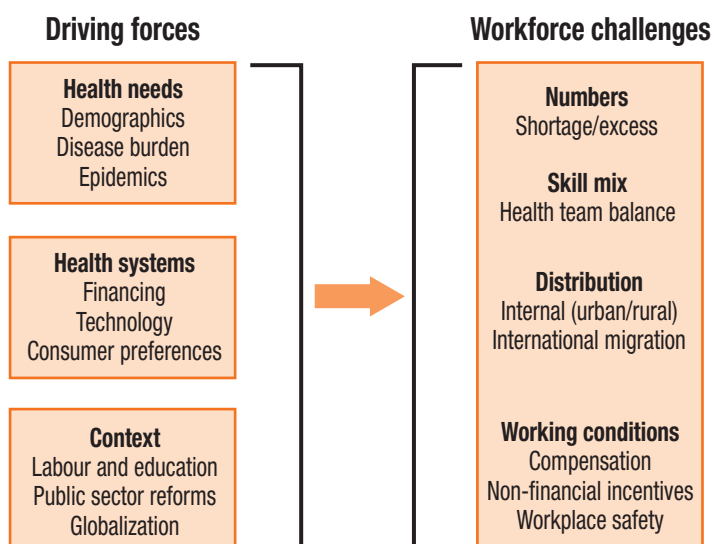 Driving forces
Health needs
Demographics
Disease burden
Epidemics
Health systems
Financing
Technology
Consumer preferences
Context
Labour and education
Public sector reforms
Globalization
Workforce challenges
Numbers
Shortage/excess
Skill mix
Health team balance
Distribution
Internal (urban/rural)
International migration
Working conditions
Compensation
Non-financial incentives
Workplace safety